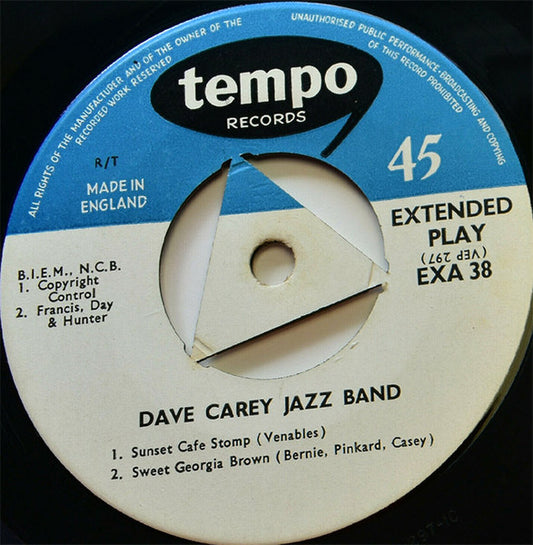 ALL RIGHTS OF THE MANUFACTURER AND OF THE OWNER OF THE
RECORDED WORK RESERVED
UNAUTHORISED PUBLIC PERFORMANCE, BROADCASTING AND COPYING
OF THIS RECORD PROHIBITED
tempo
RECORDS
R/T
MADE IN
ENGLAND
45
EXTENDED
PLAY
(VEP 297)
EXA 38
B.I.E.M., N.C.B.
1. Copyright
Control
2. Francis, Day
& Hunter
DAVE CAREY JAZZ BAND
1. Sunset Cafe Stomp (Venables)
2. Sweet Georgia Brown (Bernie, Pinkard, Casey)